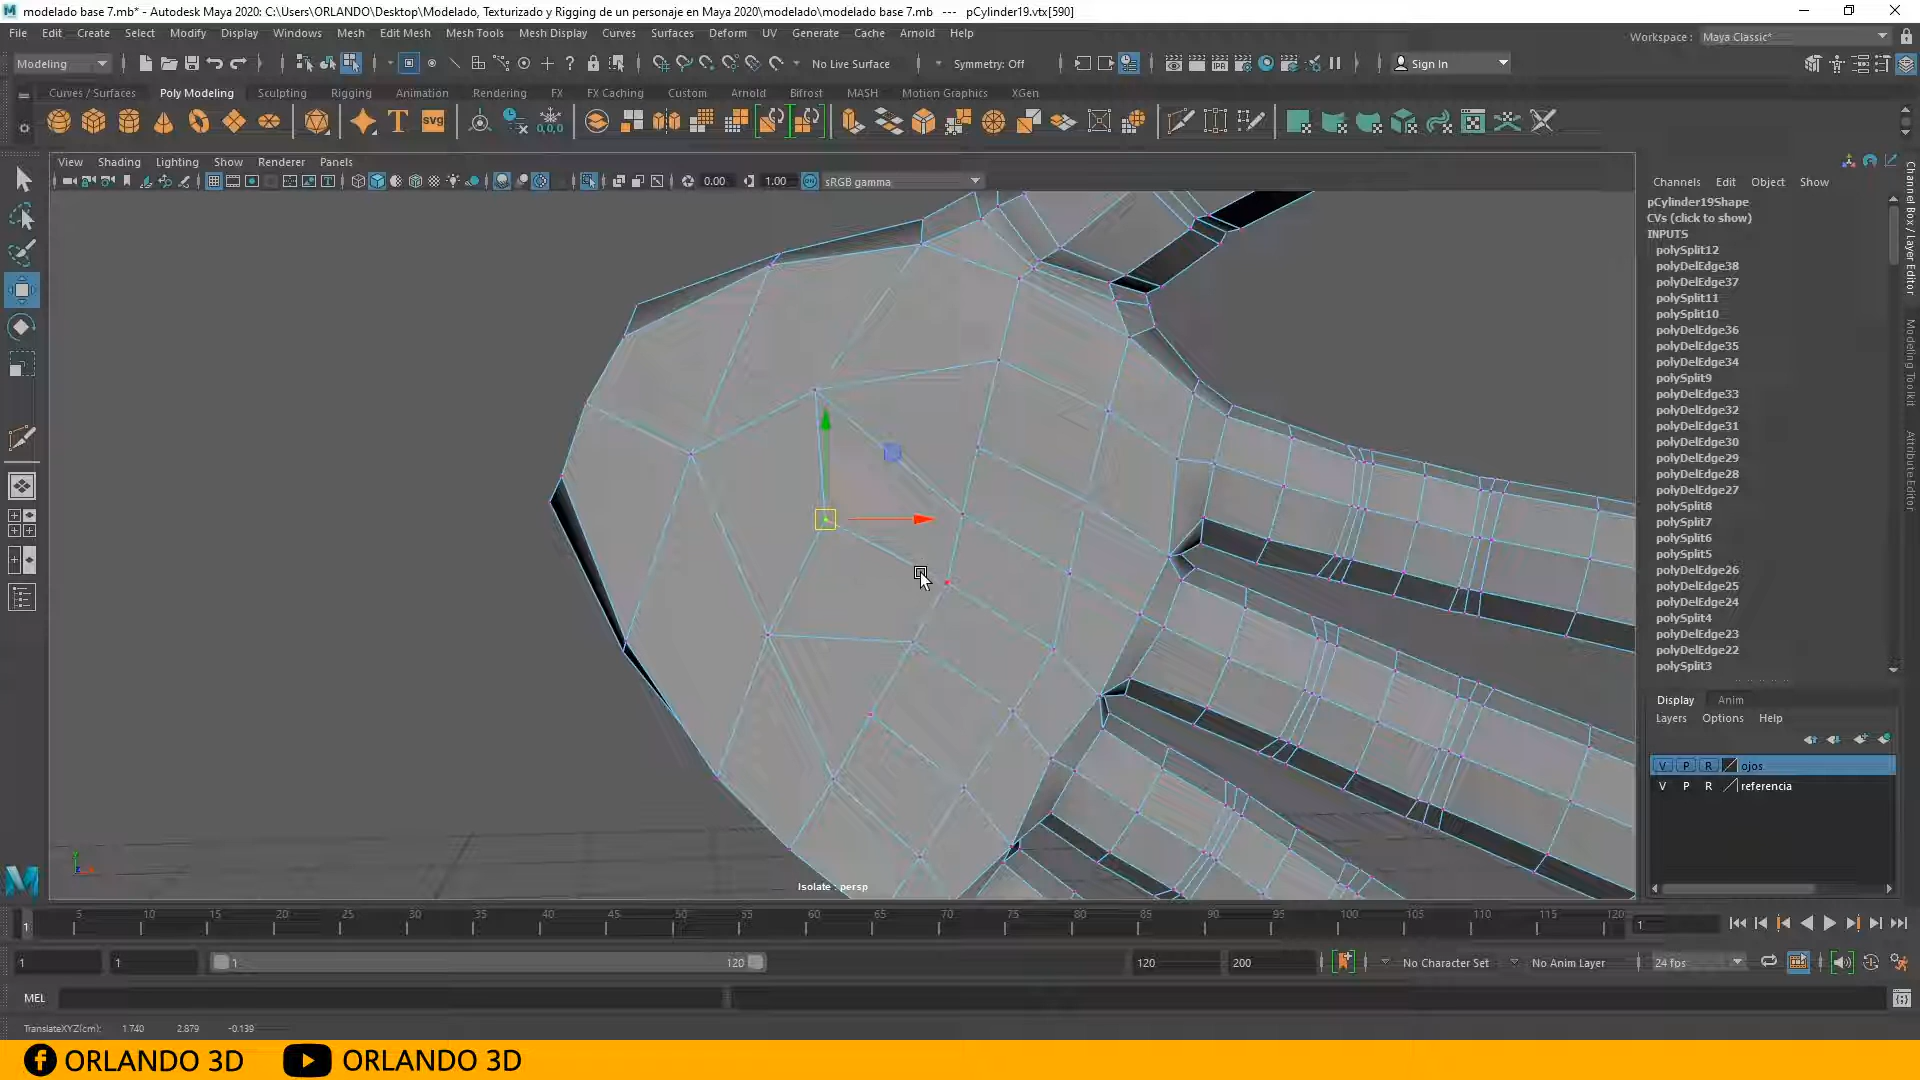 modelado base 7.mb* - Autodesk Maya 2020: C:\Users\ORLANDO\Desktop\Modelado, Texturizado y Rigging de un personaje en Maya 2020\modelado\modelado base 7.mb --- pCylinder19.vtx[590]
File Edit Create Select Modify Display Windows Mesh Edit Mesh Mesh Tools Mesh Display Curves Surfaces Deform UV Generate Cache Arnold Help
Workspace : Maya Classic*
Modeling No Live Surface Symmetry: Off Sign In
Curves / Surfaces Poly Modeling Sculpting Rigging Animation Rendering FX FX Caching Custom Arnold Bifrost MASH Motion Graphics XGen
View Shading Lighting Show Renderer Panels
0.00 1.00 sRGB gamma
Channels Edit Object Show
pCylinder19Shape
CVs (click to show)
INPUTS
polySplit12
polyDelEdge38
polyDelEdge37
polySplit11
polySplit10
polyDelEdge36
polyDelEdge35
polyDelEdge34
polySplit9
polyDelEdge33
polyDelEdge32
polyDelEdge31
polyDelEdge30
polyDelEdge29
polyDelEdge28
polyDelEdge27
polySplit8
polySplit7
polySplit6
polySplit5
polyDelEdge26
polyDelEdge25
polyDelEdge24
polySplit4
polyDelEdge23
polyDelEdge22
polySplit3
Channel Box / Layer Editor
Modeling Toolkit
Attribute Editor
Display Anim
Layers Options Help
V P R ojos
V P R referencia
Isolate : persp
5 10 15 20 25 30 35 40 45 50 55 60 65 70 75 80 85 90 95 100 105 110 115 120
1 1
1 1 1 120 120 200 No Character Set No Anim Layer 24 fps
MEL
TranslateXYZ(cm): 1.740 2.879 -0.139
ORLANDO 3D ORLANDO 3D